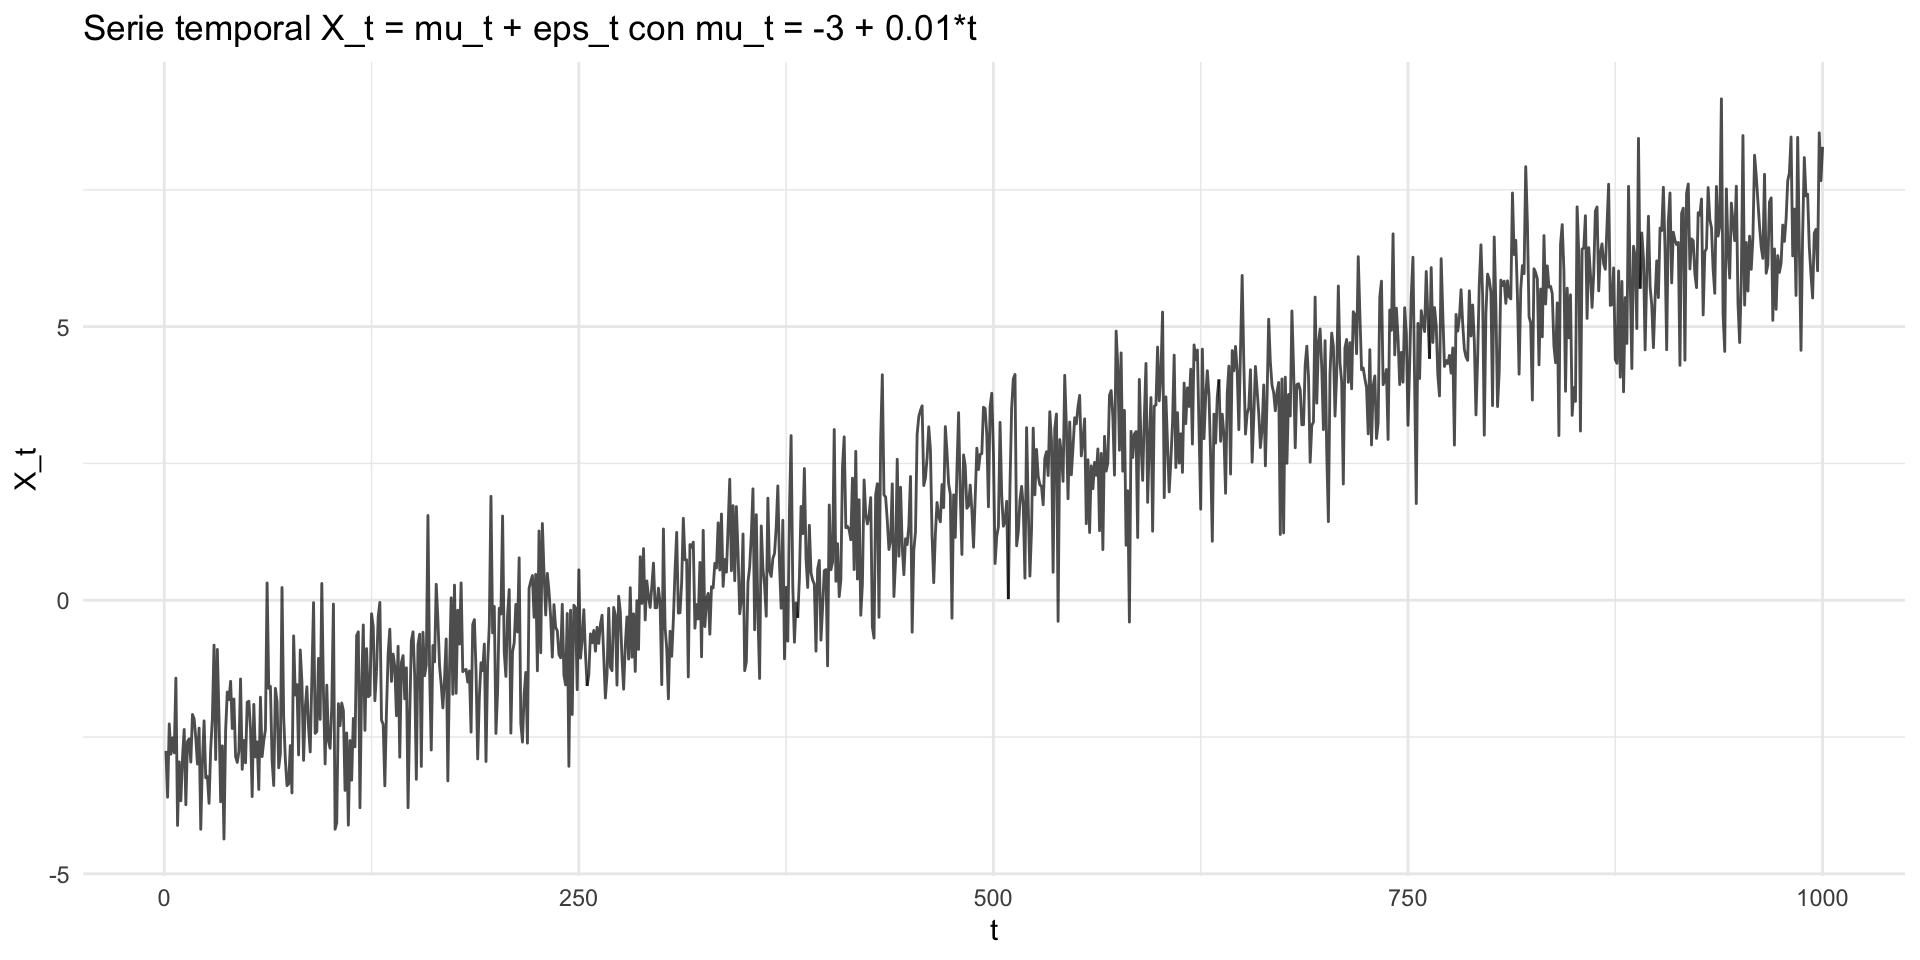 Serie temporal X_t = mu_t + eps_t con mu_t = -3 + 0.01*t
X_t
5
0
-5
0 250 500 750 1000
t